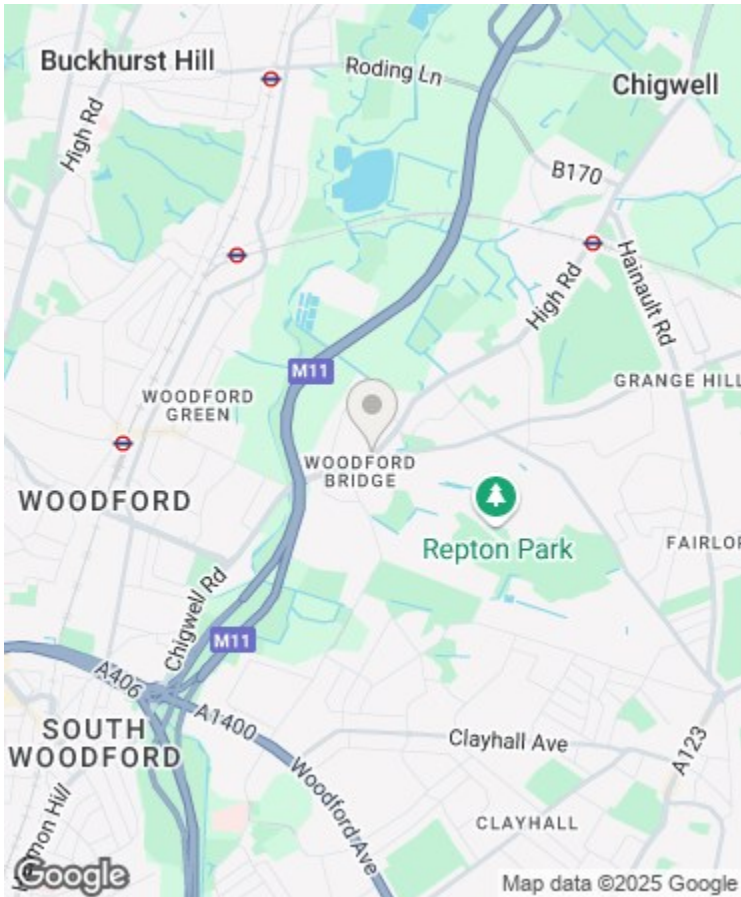 Buckhurst Hill
Roding Ln
Chigwell
High Rd
B170
High Rd
Hainault Rd
M11
GRANGE HILL
WOODFORD
GREEN
WOODFORD
BRIDGE
WOODFORD
Repton Park
FAIRLOP
Chigwell Rd
M11
A406
A1400
SOUTH
WOODFORD
Clayhall Ave
A123
Woodford Ave
CLAYHALL
Hill
Google
Map data ©2025 Google